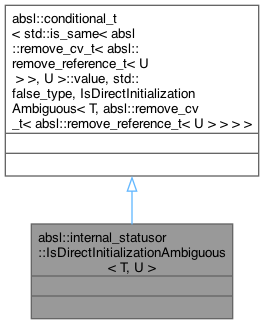 absl::conditional_t
< std::is_same< absl
::remove_cv_t< absl::
remove_reference_t< U
> >, U >::value, std::
false_type, IsDirectInitialization
Ambiguous< T, absl::remove_cv
_t< absl::remove_reference_t< U > > > >
absl::internal_statusor
::IsDirectInitializationAmbiguous
< T, U >